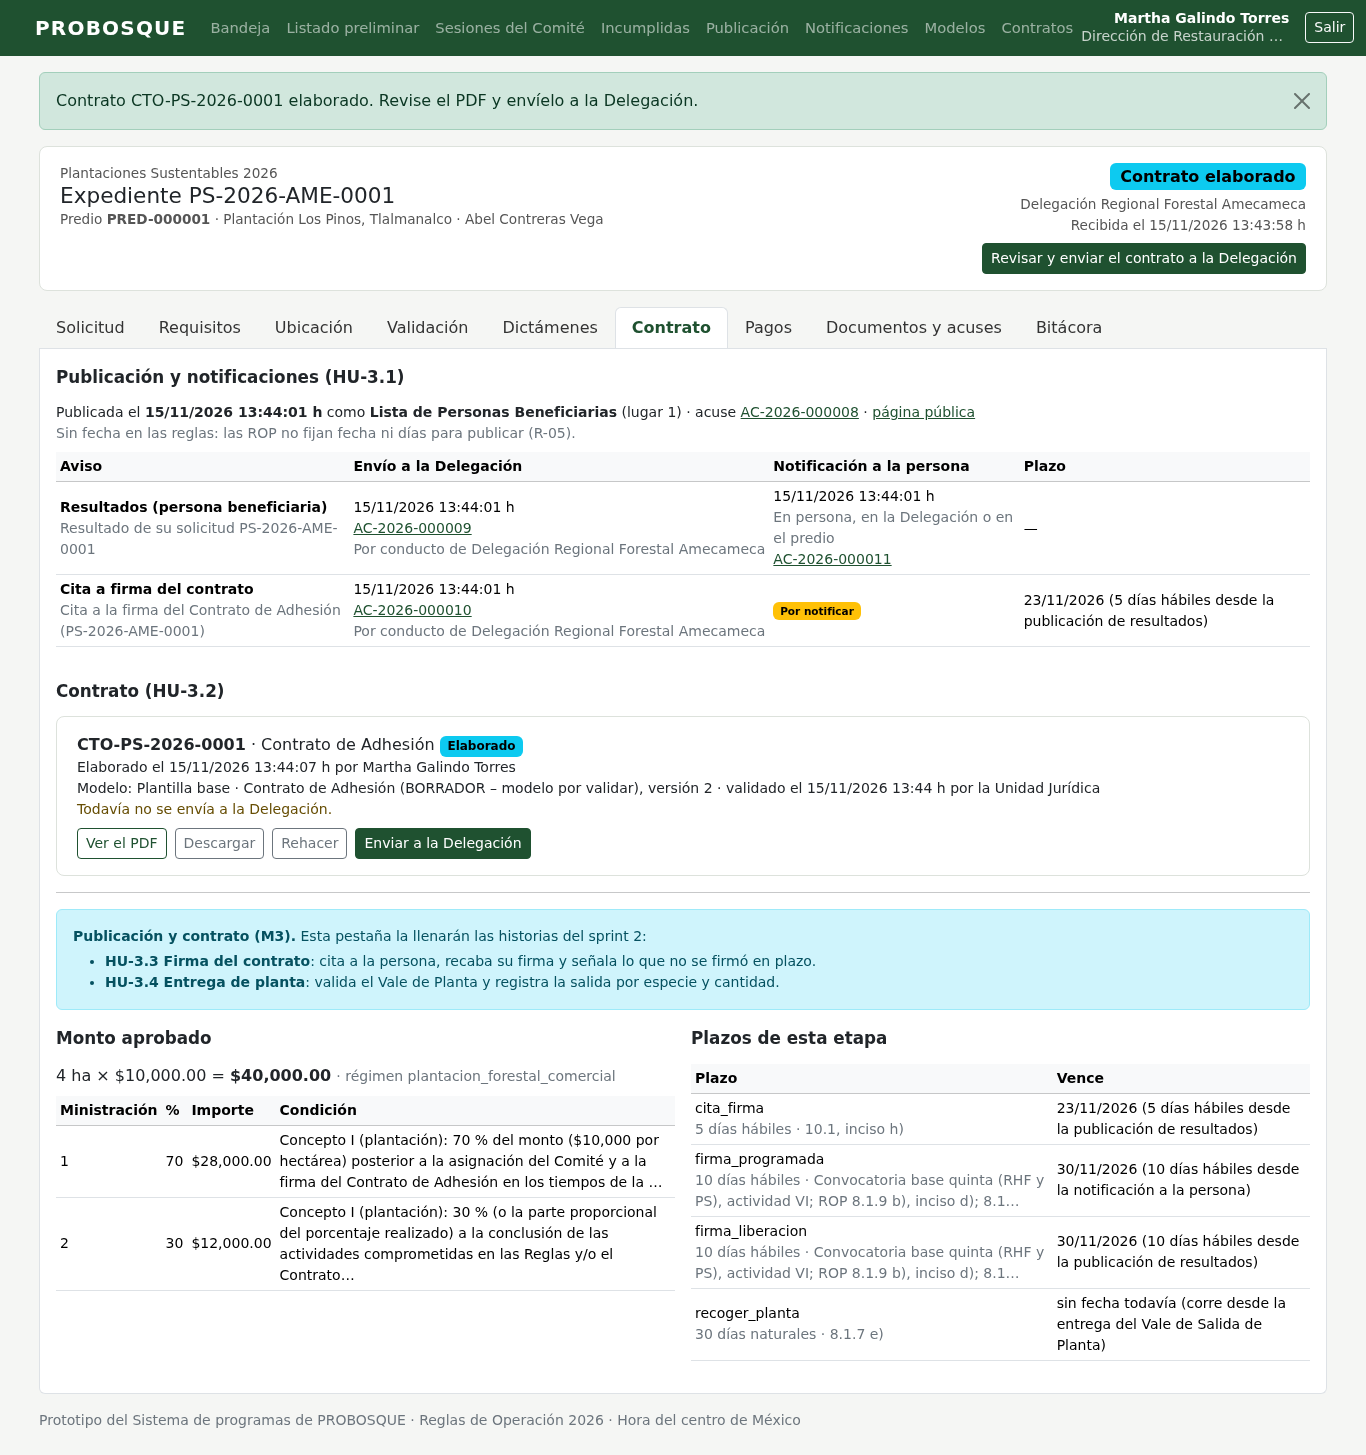 PROBOSQUE
Bandeja
Listado preliminar
Sesiones del Comité
Incumplidas
Publicación
Notificaciones
Modelos
Contratos
Martha Galindo Torres
Dirección de Restauración …
Salir
Contrato CTO-PS-2026-0001 elaborado. Revise el PDF y envíelo a la Delegación.
Plantaciones Sustentables 2026
Expediente PS-2026-AME-0001
Predio PRED-000001 · Plantación Los Pinos, Tlalmanalco · Abel Contreras Vega
Contrato elaborado
Delegación Regional Forestal Amecameca
Recibida el 15/11/2026 13:43:58 h
Revisar y enviar el contrato a la Delegación
Solicitud
Requisitos
Ubicación
Validación
Dictámenes
Contrato
Pagos
Documentos y acuses
Bitácora
Publicación y notificaciones (HU-3.1)
Publicada el 15/11/2026 13:44:01 h como Lista de Personas Beneficiarias (lugar 1) · acuse AC-2026-000008 · página pública
Sin fecha en las reglas: las ROP no fijan fecha ni días para publicar (R-05).
Aviso
Envío a la Delegación
Notificación a la persona
Plazo
Resultados (persona beneficiaria)
Resultado de su solicitud PS-2026-AME-
0001
15/11/2026 13:44:01 h
AC-2026-000009
Por conducto de Delegación Regional Forestal Amecameca
15/11/2026 13:44:01 h
En persona, en la Delegación o en
el predio
AC-2026-000011
—
Cita a firma del contrato
Cita a la firma del Contrato de Adhesión
(PS-2026-AME-0001)
15/11/2026 13:44:01 h
AC-2026-000010
Por conducto de Delegación Regional Forestal Amecameca
Por notificar
23/11/2026 (5 días hábiles desde la
publicación de resultados)
Contrato (HU-3.2)
CTO-PS-2026-0001 · Contrato de Adhesión Elaborado
Elaborado el 15/11/2026 13:44:07 h por Martha Galindo Torres
Modelo: Plantilla base · Contrato de Adhesión (BORRADOR – modelo por validar), versión 2 · validado el 15/11/2026 13:44 h por la Unidad Jurídica
Todavía no se envía a la Delegación.
Ver el PDF
Descargar
Rehacer
Enviar a la Delegación
Publicación y contrato (M3). Esta pestaña la llenarán las historias del sprint 2:
• HU-3.3 Firma del contrato: cita a la persona, recaba su firma y señala lo que no se firmó en plazo.
• HU-3.4 Entrega de planta: valida el Vale de Planta y registra la salida por especie y cantidad.
Monto aprobado
4 ha × $10,000.00 = $40,000.00 · régimen plantacion_forestal_comercial
Ministración
%
Importe
Condición
1
70
$28,000.00
Concepto I (plantación): 70 % del monto ($10,000 por
hectárea) posterior a la asignación del Comité y a la
firma del Contrato de Adhesión en los tiempos de la …
2
30
$12,000.00
Concepto I (plantación): 30 % (o la parte proporcional
del porcentaje realizado) a la conclusión de las
actividades comprometidas en las Reglas y/o el
Contrato…
Plazos de esta etapa
Plazo
Vence
cita_firma
5 días hábiles · 10.1, inciso h)
23/11/2026 (5 días hábiles desde
la publicación de resultados)
firma_programada
10 días hábiles · Convocatoria base quinta (RHF y
PS), actividad VI; ROP 8.1.9 b), inciso d); 8.1…
30/11/2026 (10 días hábiles desde
la notificación a la persona)
firma_liberacion
10 días hábiles · Convocatoria base quinta (RHF y
PS), actividad VI; ROP 8.1.9 b), inciso d); 8.1…
30/11/2026 (10 días hábiles desde
la publicación de resultados)
recoger_planta
30 días naturales · 8.1.7 e)
sin fecha todavía (corre desde la
entrega del Vale de Salida de
Planta)
Prototipo del Sistema de programas de PROBOSQUE · Reglas de Operación 2026 · Hora del centro de México